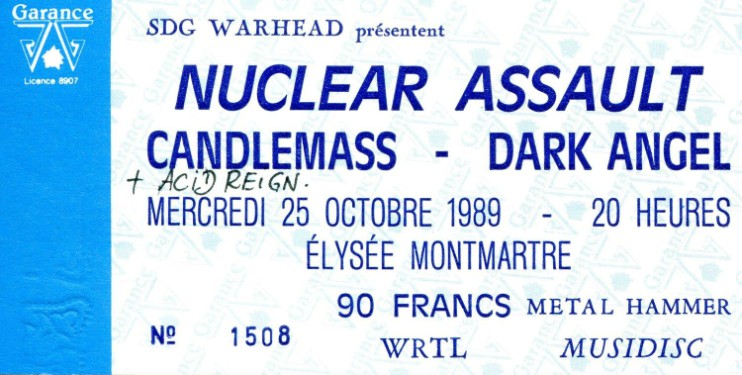 Garance
Licence 8907
SDG WARHEAD présentent
NUCLEAR ASSAULT
CANDLEMASS - DARK ANGEL
+ ACID REIGN.
MERCREDI 25 OCTOBRE 1989 - 20 HEURES
ÉLYSÉE MONTMARTRE
90 FRANCS METAL HAMMER
Nº 1508
WRTL MUSIDISC